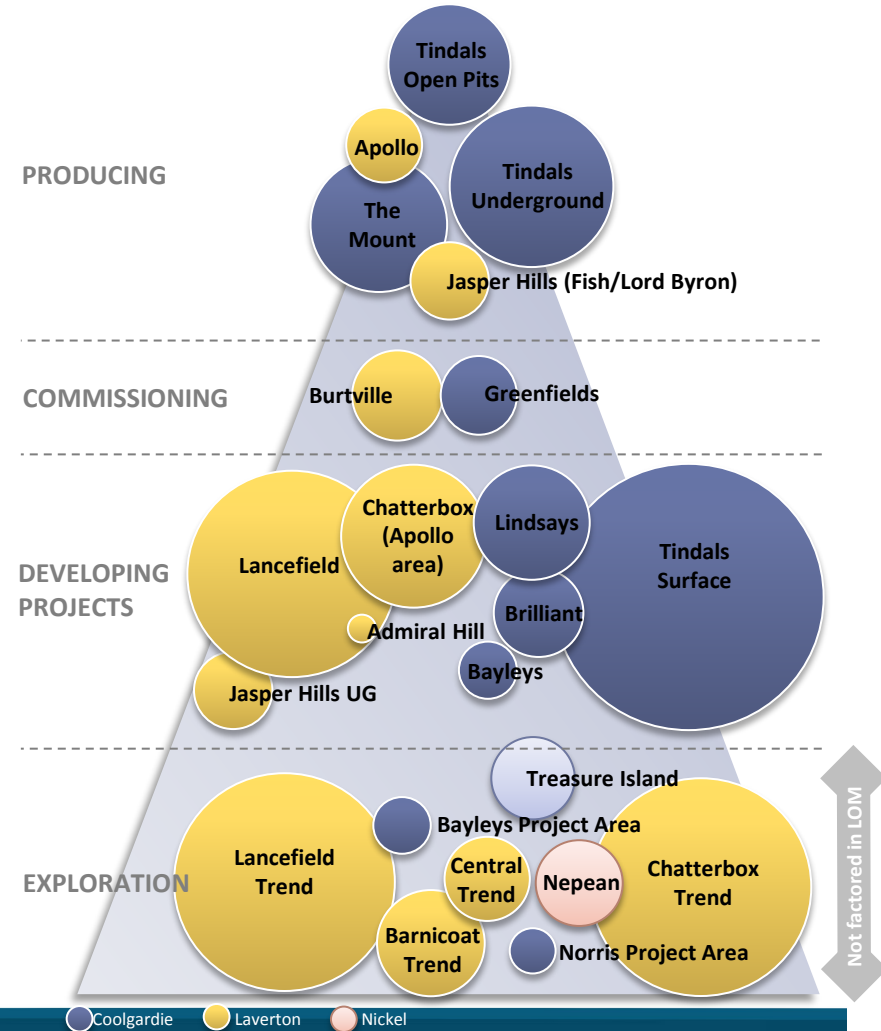 Tindals
Open Pits
Apollo
PRODUCING
Tindals
Underground
The
Mount
Jasper Hills (Fish/Lord Byron)
COMMISSIONING
Burtville
Greenfields
Chatterbox
(Apollo
area)
Lindsays
Lancefield
Tindals
Surface
DEVELOPING
PROJECTS
Brilliant
Admiral Hill
Bayleys
Jasper Hills UG
Treasure Island
Bayleys Project Area
Lancefield
Trend
Central
Trend
Nepean
Chatterbox
Trend
EXPLORATION
Barnicoat
Trend
Norris Project Area
Not factored in LOM
Coolgardie
Laverton
Nickel